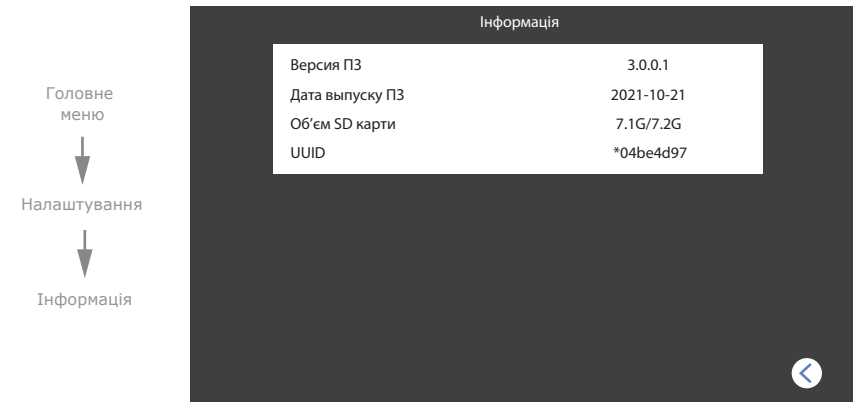 Інформація
Версия ПЗ 3.0.0.1
Дата выпуску ПЗ 2021-10-21
Об’єм SD карти 7.1G/7.2G
UUID *04be4d97
Головне
меню
Налаштування
Інформація